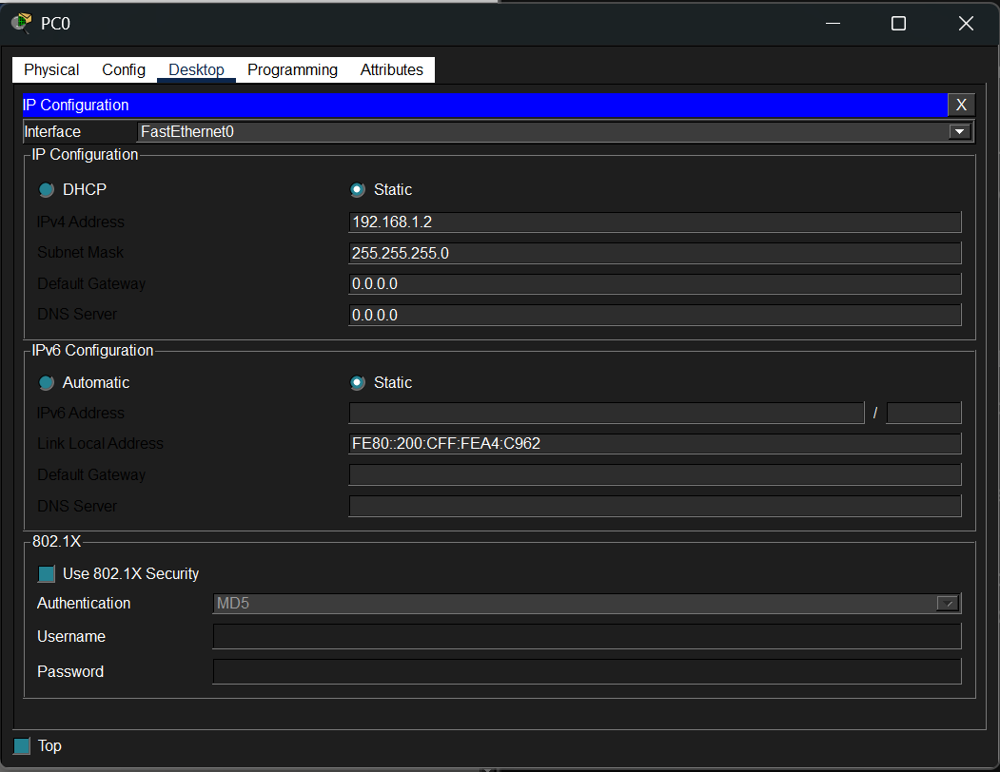 PC0
Physical Config Desktop Programming Attributes
IP Configuration X
Interface FastEthernet0
IP Configuration
DHCP Static
IPv4 Address 192.168.1.2
Subnet Mask 255.255.255.0
Default Gateway 0.0.0.0
DNS Server 0.0.0.0
IPv6 Configuration
Automatic Static
IPv6 Address /
Link Local Address FE80::200:CFF:FEA4:C962
Default Gateway
DNS Server
802.1X
Use 802.1X Security
Authentication MD5
Username
Password
Top